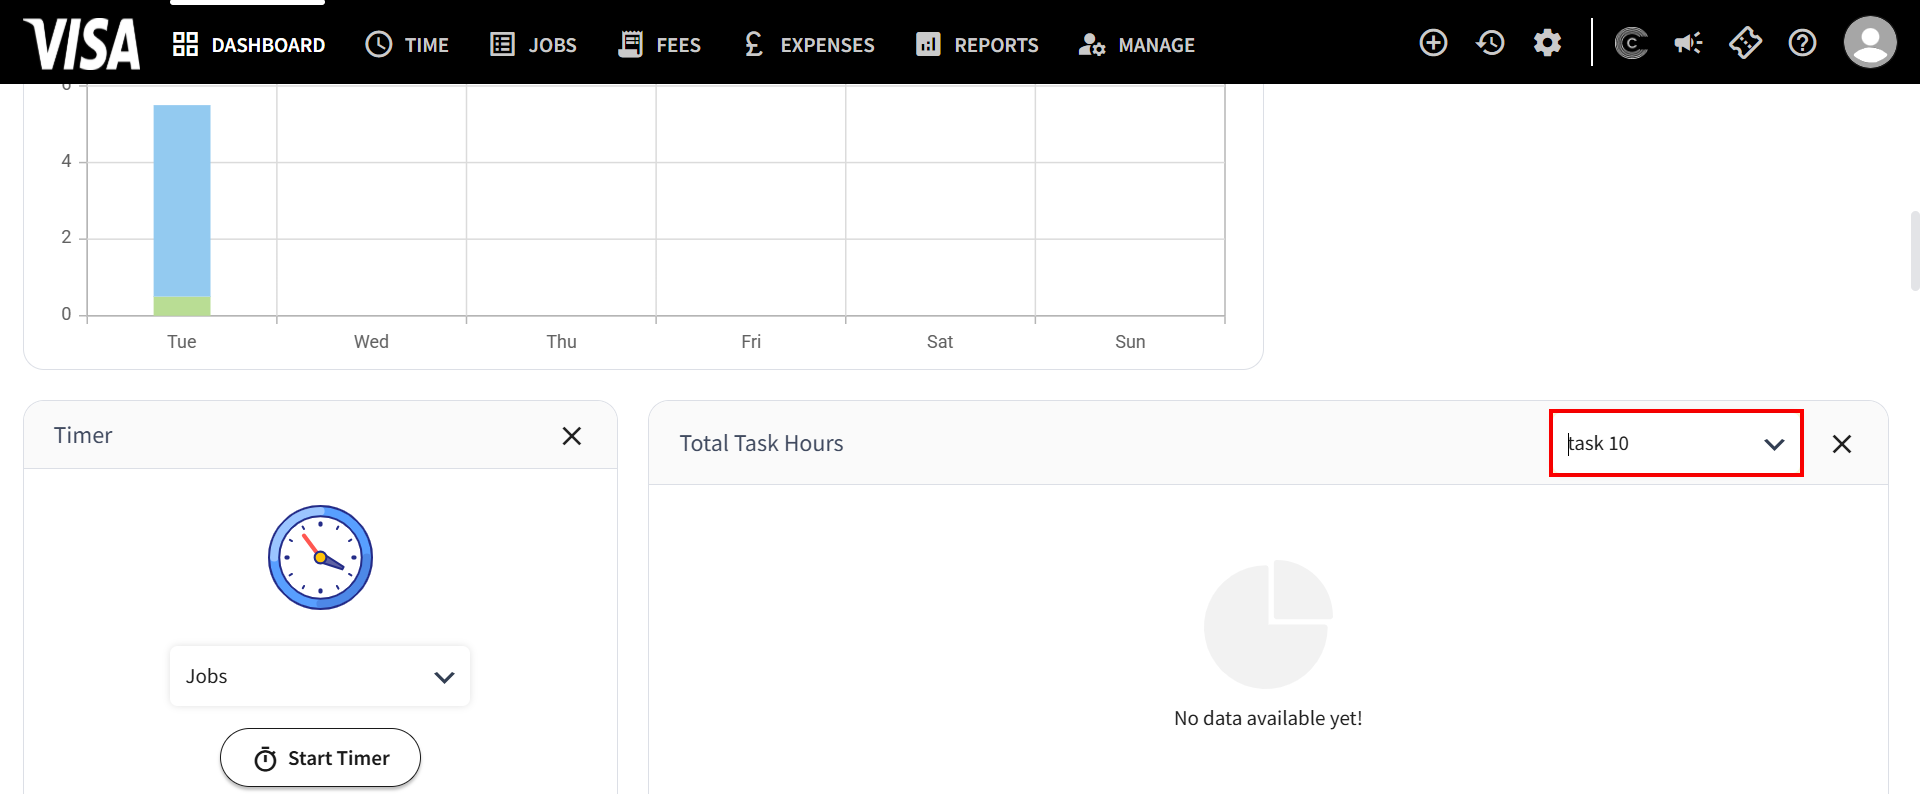 VISA
DASHBOARD
TIME
JOBS
FEES
£ EXPENSES
REPORTS
MANAGE
C
6
4
2
0
Tue
Wed
Thu
Fri
Sat
Sun
Timer
Total Task Hours
task 10
Jobs
No data available yet!
Start Timer